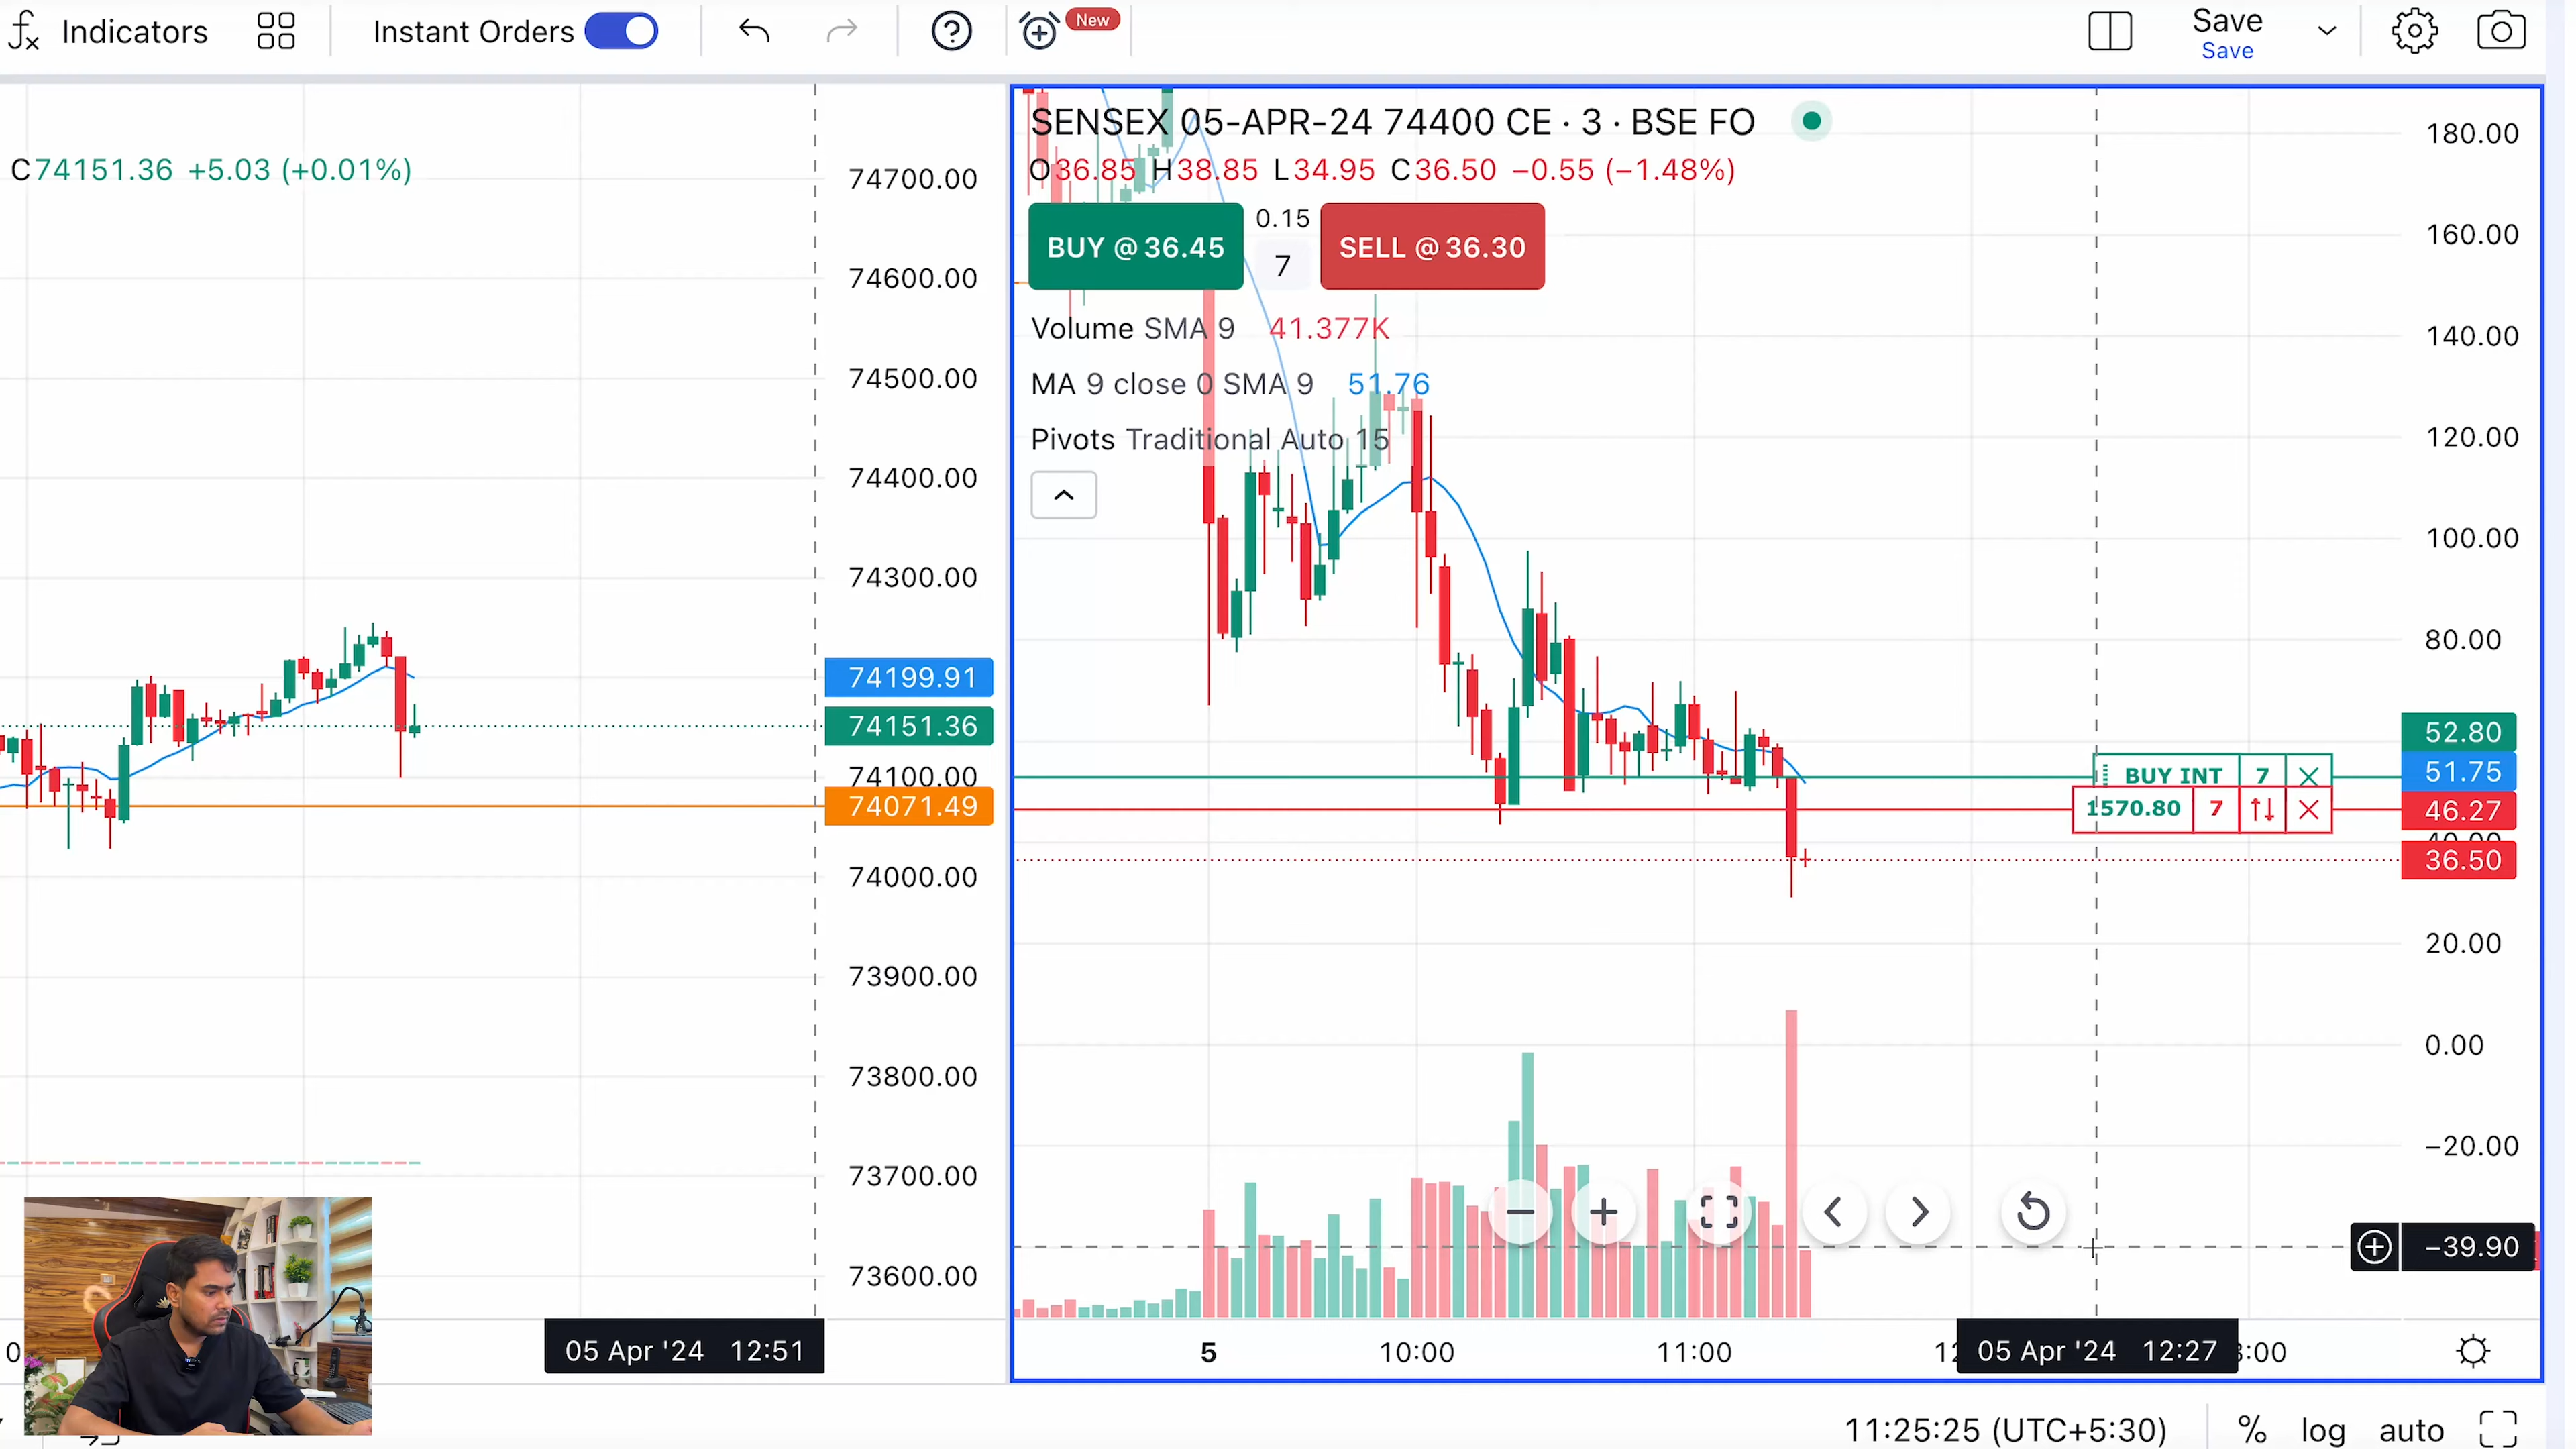 fx Indicators Instant Orders New Save
Save
C74151.36 +5.03 (+0.01%)
74700.00
74600.00
74500.00
74400.00
74300.00
74199.91
74151.36
74100.00
74071.49
74000.00
73900.00
73800.00
73700.00
73600.00
05 Apr '24 12:51
SENSEX 05-APR-24 74400 CE · 3 · BSE FO
O36.85 H38.85 L34.95 C36.50 −0.55 (−1.48%)
BUY @ 36.45 0.15 7 SELL @ 36.30
Volume SMA 9 41.377K
MA 9 close 0 SMA 9 51.76
Pivots Traditional Auto 15
180.00
160.00
140.00
120.00
100.00
80.00
52.80
BUY INT 7 51.75
1570.80 7 46.27
40.00
36.50
20.00
0.00
−20.00
−39.90
5 10:00 11:00 05 Apr '24 12:27 :00
11:25:25 (UTC+5:30) % log auto